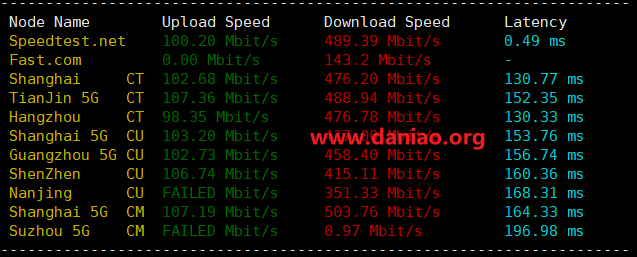 Node Name Upload Speed Download Speed Latency
Speedtest.net 100.20 Mbit/s 489.39 Mbit/s 0.49 ms
Fast.com 0.00 Mbit/s 143.2 Mbit/s -
Shanghai CT 102.68 Mbit/s 476.20 Mbit/s 130.77 ms
TianJin 5G CT 107.36 Mbit/s 488.94 Mbit/s 152.35 ms
Hangzhou CT 98.35 Mbit/s 476.78 Mbit/s 130.33 ms
Shanghai 5G CU 103.20 Mbit/s Mbit/s 153.76 ms
www.daniao.org
Guangzhou 5G CU 102.73 Mbit/s 458.40 Mbit/s 156.74 ms
ShenZhen CU 106.74 Mbit/s 415.11 Mbit/s 160.36 ms
Nanjing CU FAILED Mbit/s 351.33 Mbit/s 168.31 ms
Shanghai 5G CM 107.19 Mbit/s 503.76 Mbit/s 164.33 ms
Suzhou 5G CM FAILED Mbit/s 0.97 Mbit/s 196.98 ms